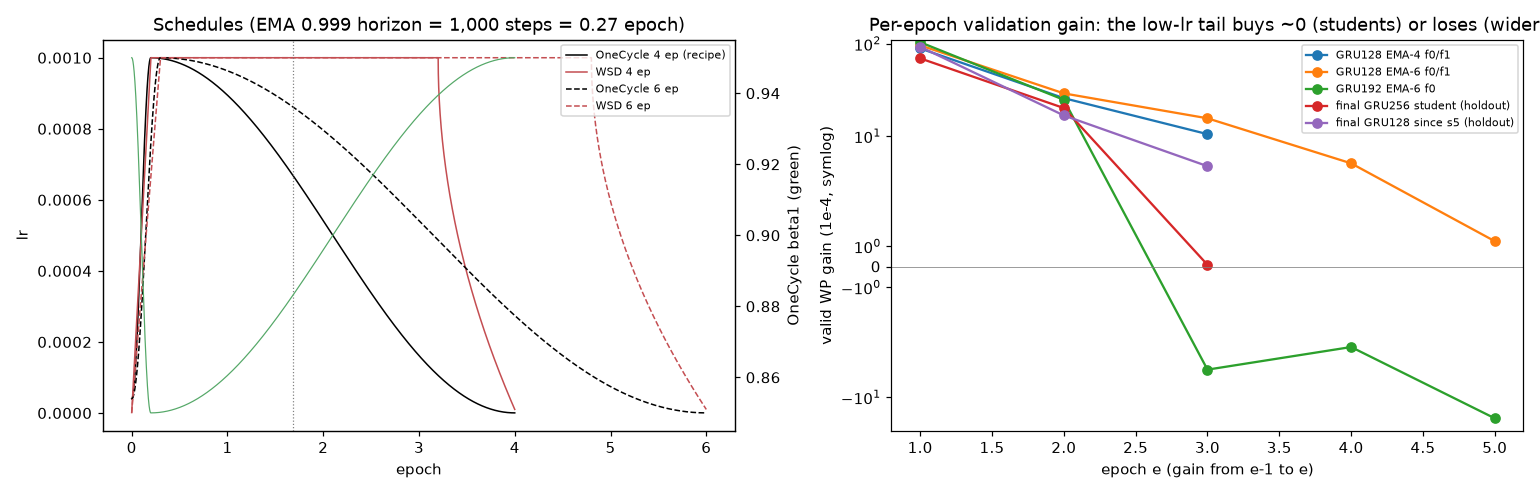 Schedules (EMA 0.999 horizon = 1,000 steps = 0.27 epoch)
OneCycle 4 ep (recipe)
WSD 4 ep
OneCycle 6 ep
WSD 6 ep
lr
0.0010
0.0008
0.0006
0.0004
0.0002
0.0000
0 1 2 3 4 5 6
epoch
0.94
0.92
0.90
0.88
0.86
OneCycle beta1 (green)
Per-epoch validation gain: the low-lr tail buys ~0 (students) or loses (wider
GRU128 EMA-4 f0/f1
GRU128 EMA-6 f0/f1
GRU192 EMA-6 f0
final GRU256 student (holdout)
final GRU128 since s5 (holdout)
valid WP gain (1e-4, symlog)
10²
10¹
10⁰
0
−10⁰
−10¹
1.0 1.5 2.0 2.5 3.0 3.5 4.0 4.5 5.0
epoch e (gain from e-1 to e)